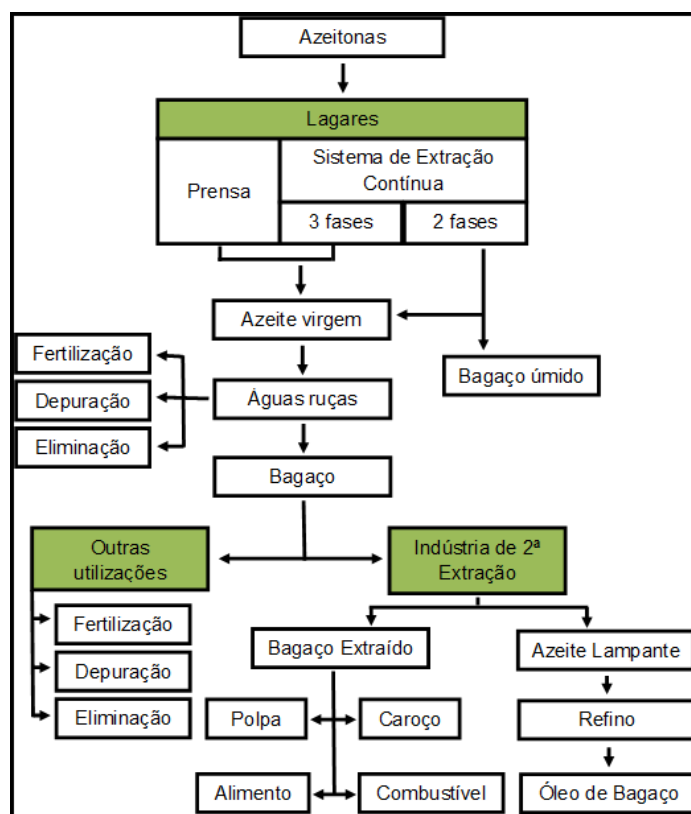 Azeitonas
Lagares
Prensa
Sistema de Extração
Contínua
3 fases
2 fases
Azeite virgem
Bagaço úmido
Fertilização
Depuração
Eliminação
Águas ruças
Bagaço
Outras
utilizações
Indústria de 2ª
Extração
Fertilização
Depuração
Eliminação
Bagaço Extraído
Azeite Lampante
Polpa
Caroço
Refino
Alimento
Combustível
Óleo de Bagaço